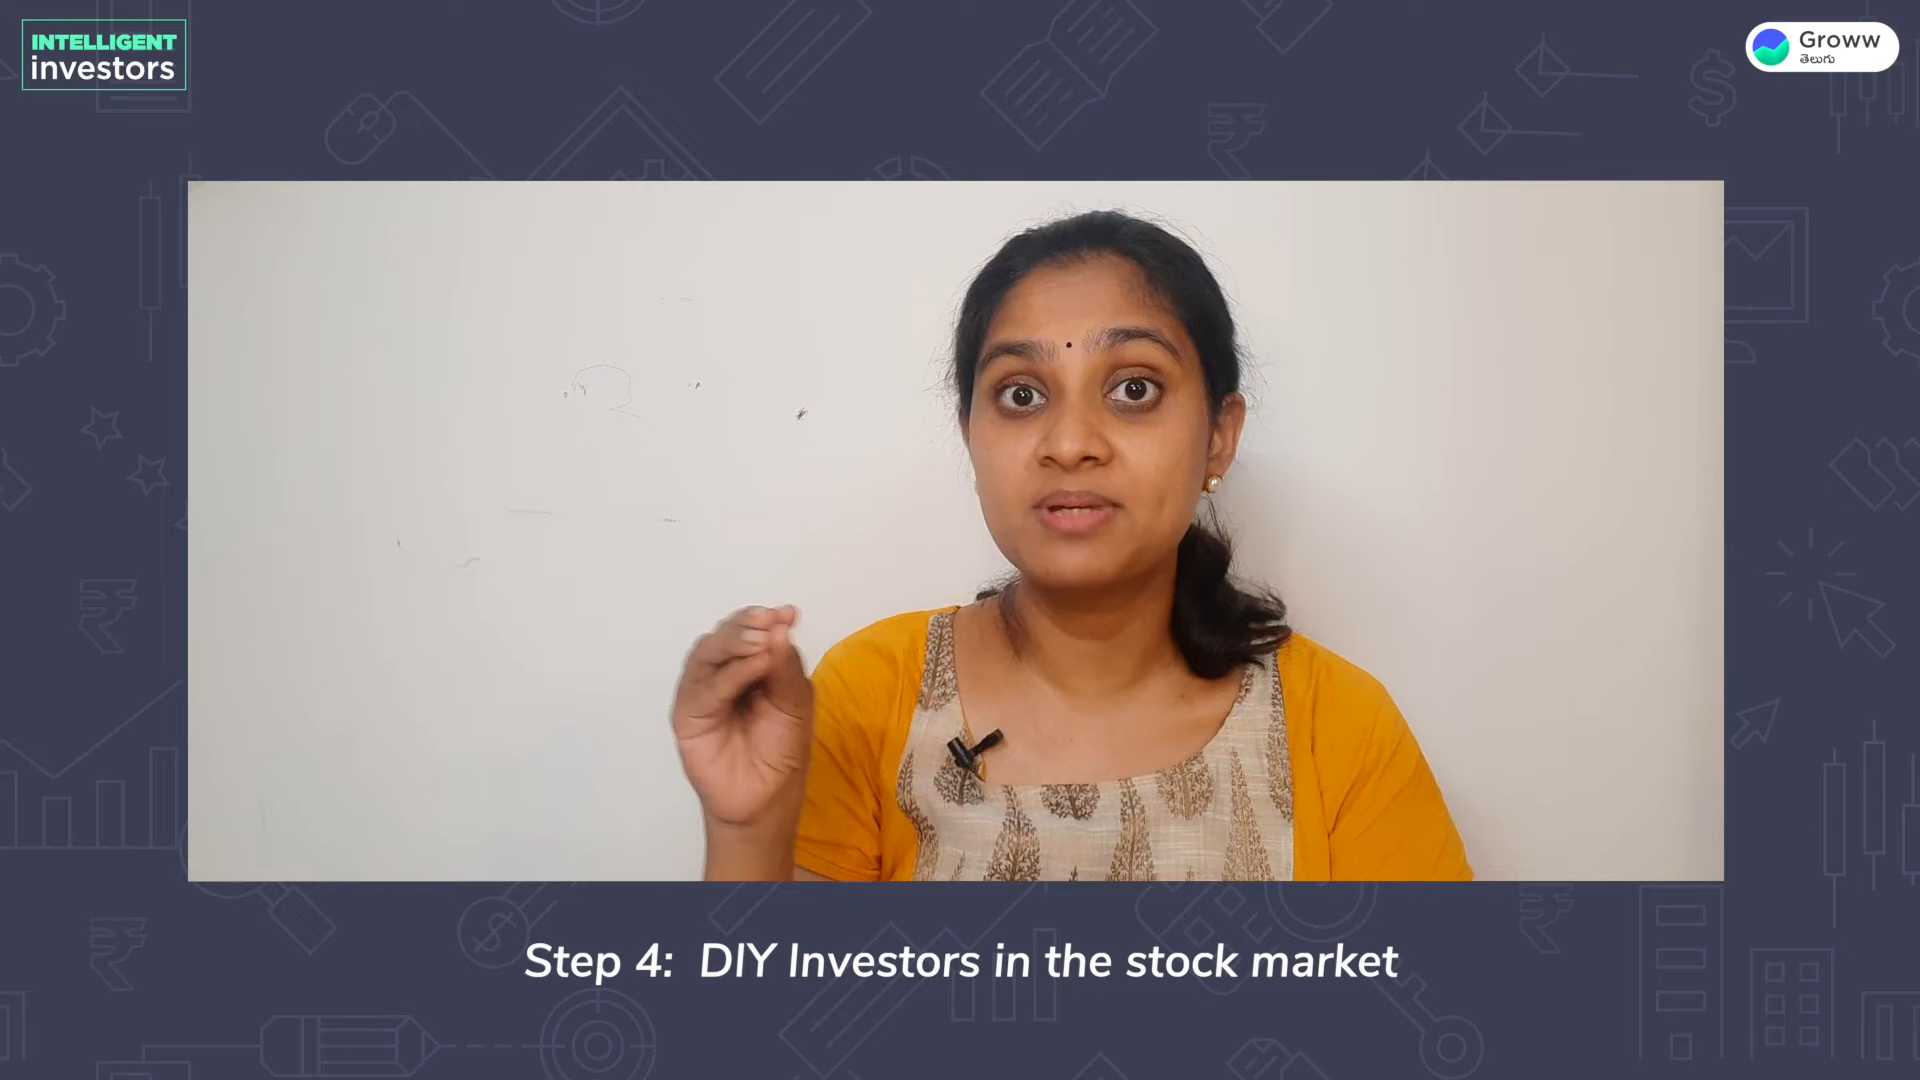 INTELLIGENT
investors
Groww
తెలుగు
Step 4: DIY Investors in the stock market